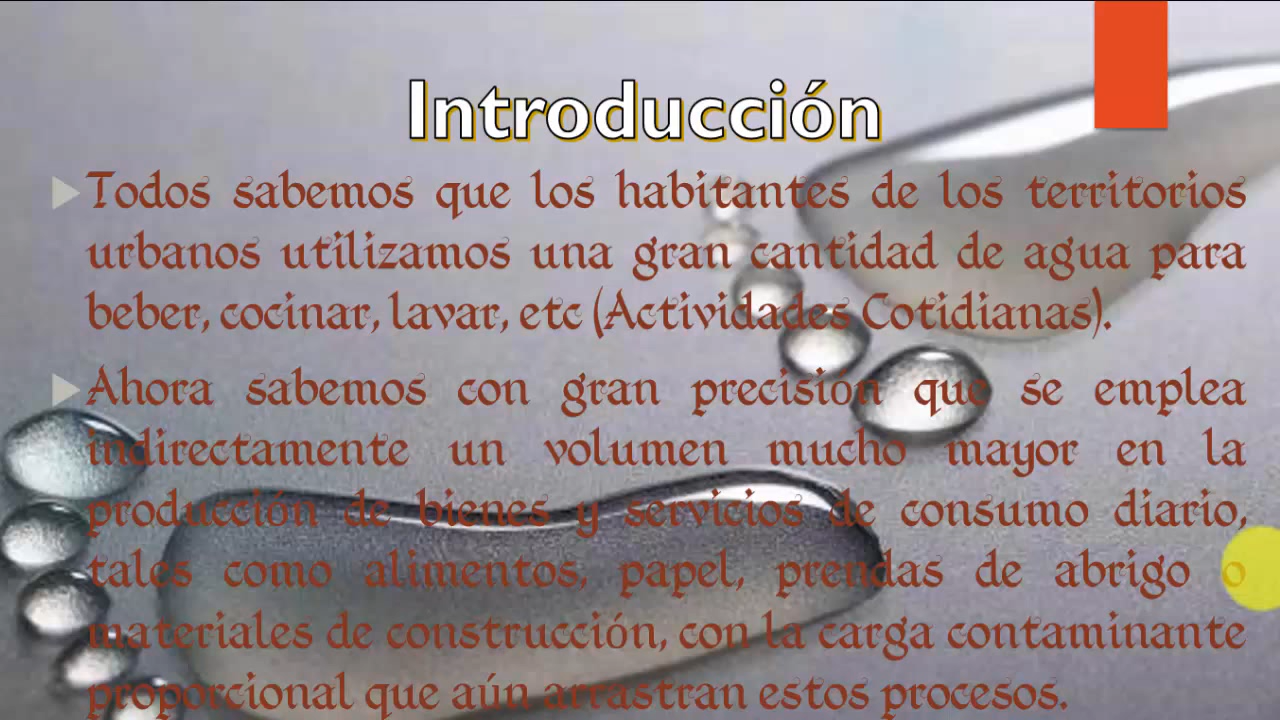 Introducción
Todos sabemos que los habitantes de los territorios
urbanos utilizamos una gran cantidad de agua para
beber, cocinar, lavar, etc (Actividades Cotidianas).
Ahora sabemos con gran precisión que se emplea
indirectamente un volumen mucho mayor en la
producción de bienes y servicios de consumo diario,
tales como alimentos, papel, prendas de abrigo o
materiales de construcción, con la carga contaminante
proporcional que aún arrastran estos procesos.